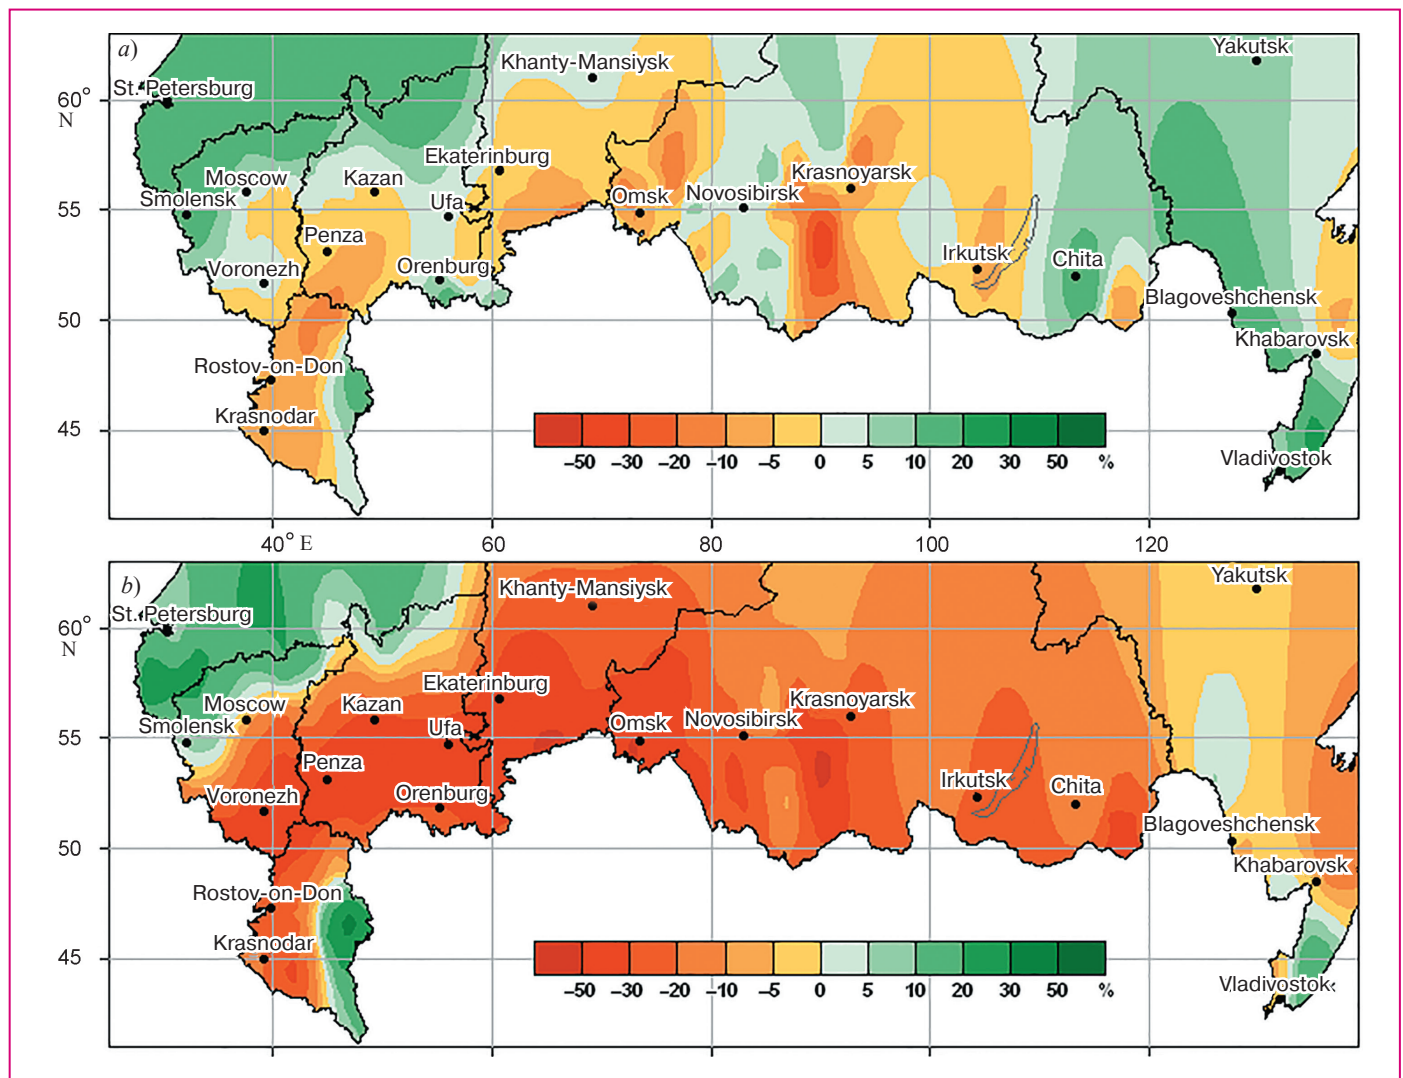 a)
Yakutsk
Khanty-Mansiysk
St. Petersburg
60°
N
Ekaterinburg
Moscow
Kazan
Krasnoyarsk
Smolensk
Ufa
Omsk
Novosibirsk
55
Penza
Irkutsk
Chita
Voronezh
Orenburg
Blagoveshchensk
50
Khabarovsk
Rostov-on-Don
Krasnodar
45
–50 –30 –20 –10 –5 0 5 10 20 30 50 %
Vladivostok
40° E 60 80 100 120
b)
Yakutsk
Khanty-Mansiysk
St. Petersburg
60°
N
Ekaterinburg
Moscow
Kazan
Krasnoyarsk
Smolensk
Ufa
Omsk
Novosibirsk
55
Penza
Irkutsk
Chita
Voronezh
Orenburg
Blagoveshchensk
50
Khabarovsk
Rostov-on-Don
Krasnodar
45
–50 –30 –20 –10 –5 0 5 10 20 30 50 %
Vladivostok